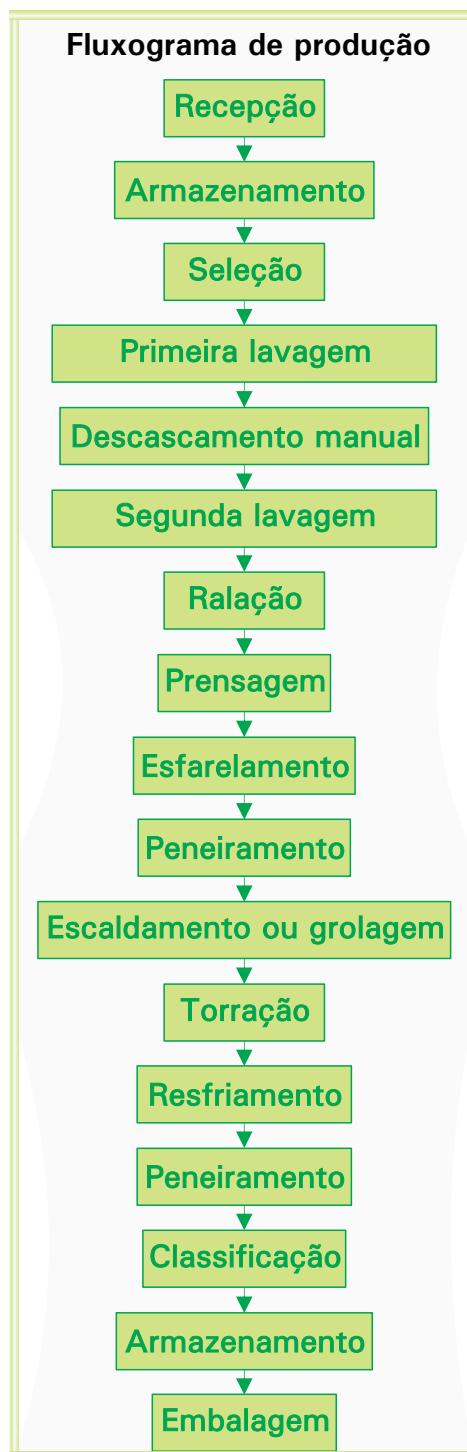 Fluxograma de produção
Recepção
Armazenamento
Seleção
Primeira lavagem
Descascamento manual
Segunda lavagem
Ralação
Prensagem
Esfarelamento
Peneiramento
Escaldamento ou grolagem
Torração
Resfriamento
Peneiramento
Classificação
Armazenamento
Embalagem